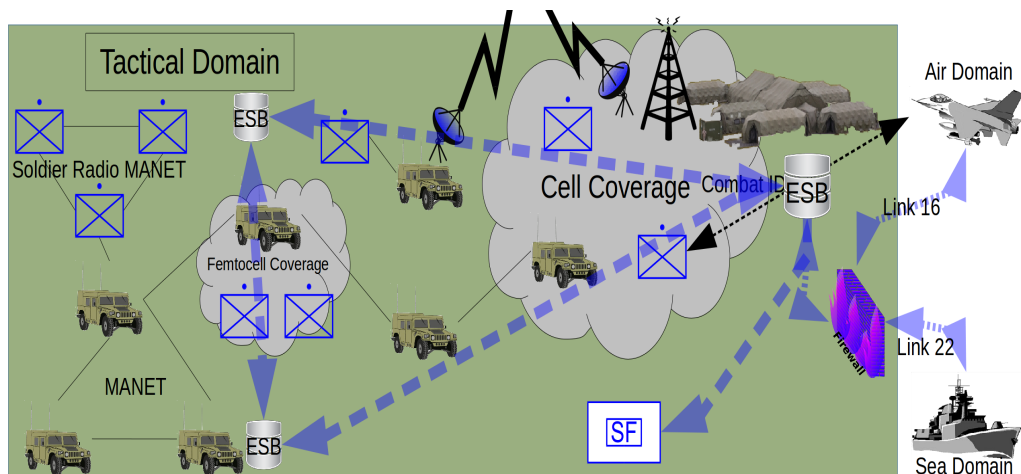 Tactical Domain
Air Domain
ESB
Soldier Radio MANET
Cell Coverage
Combat ID
ESB
Link 16
Femtocell Coverage
Firewall
Link 22
MANET
ESB
SF
Sea Domain